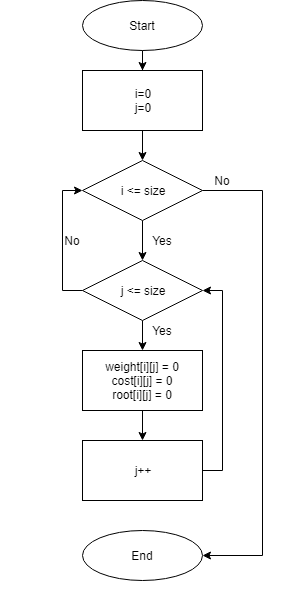 Start
i=0
j=0
i <= size
No
Yes
No
j <= size
Yes
weight[i][j] = 0
cost[i][j] = 0
root[i][j] = 0
j++
End